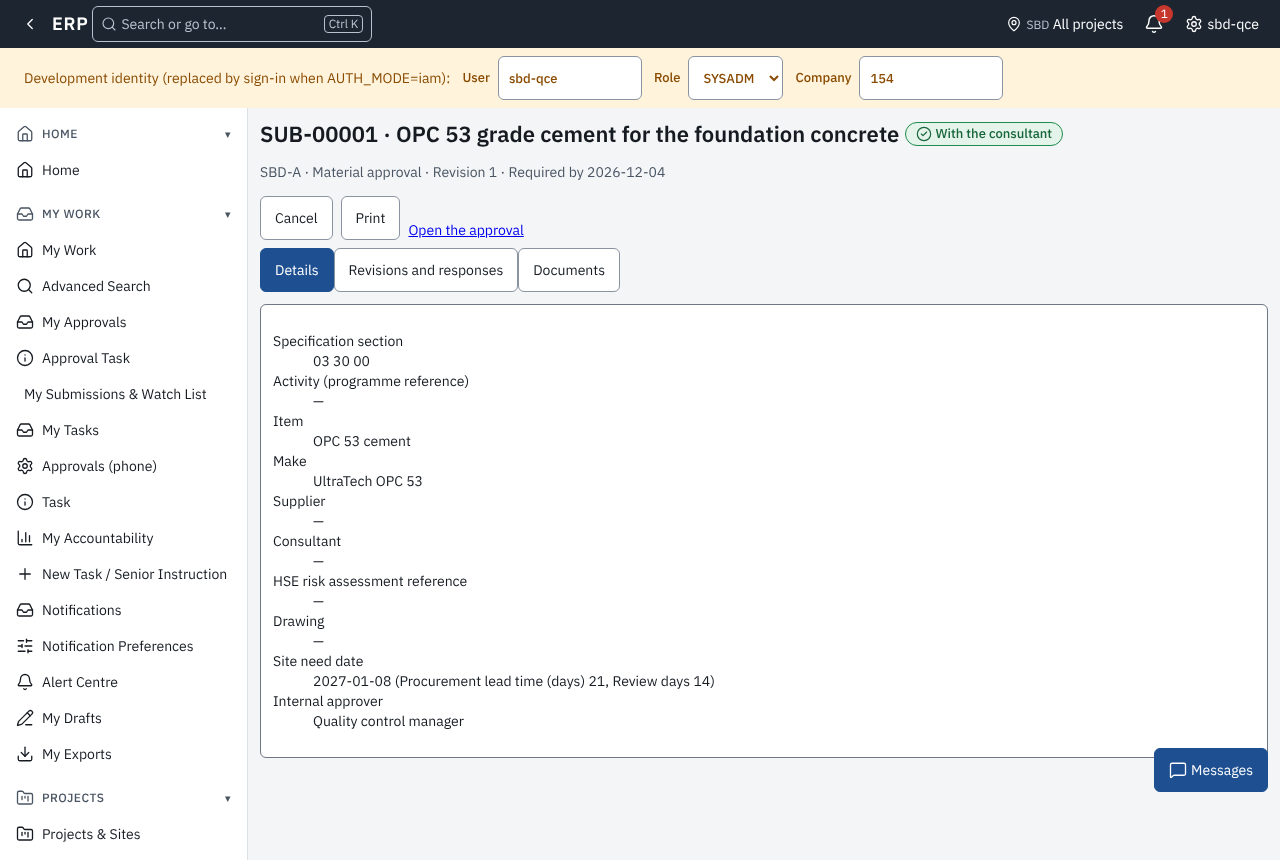 ERP
Search or go to...
Ctrl K
SBD All projects
1
sbd-qce
Development identity (replaced by sign-in when AUTH_MODE=iam):
User
sbd-qce
Role
SYSADM
Company
154
HOME
Home
MY WORK
My Work
Advanced Search
My Approvals
Approval Task
My Submissions & Watch List
My Tasks
Approvals (phone)
Task
My Accountability
New Task / Senior Instruction
Notifications
Notification Preferences
Alert Centre
My Drafts
My Exports
PROJECTS
Projects & Sites
SUB-00001 · OPC 53 grade cement for the foundation concrete
With the consultant
SBD-A · Material approval · Revision 1 · Required by 2026-12-04
Cancel
Print
Open the approval
Details
Revisions and responses
Documents
Specification section
03 30 00
Activity (programme reference)
—
Item
OPC 53 cement
Make
UltraTech OPC 53
Supplier
—
Consultant
—
HSE risk assessment reference
—
Drawing
—
Site need date
2027-01-08 (Procurement lead time (days) 21, Review days 14)
Internal approver
Quality control manager
Messages